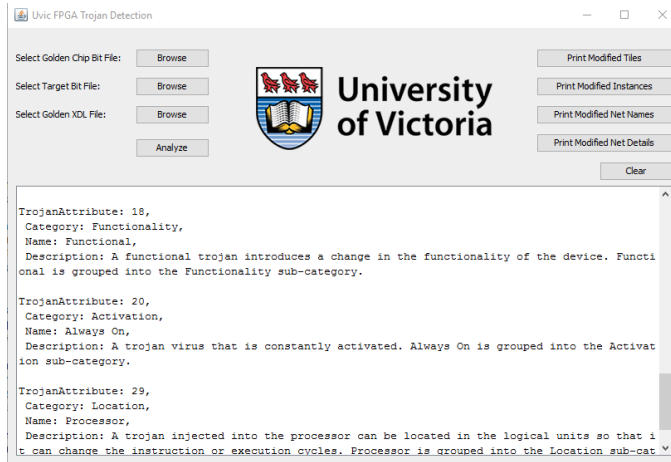 Uvic FPGA Trojan Detection
Select Golden Chip Bit File:
Browse
Select Target Bit File:
Browse
Select Golden XDL File:
Browse
Analyze
University
of Victoria
Print Modified Tiles
Print Modified Instances
Print Modified Net Names
Print Modified Net Details
Clear
TrojanAttribute: 18,
Category: Functionality,
Name: Functional,
Description: A functional trojan introduces a change in the functionality of the device. Functi
onal is grouped into the Functionality sub-category.
TrojanAttribute: 20,
Category: Activation,
Name: Always On,
Description: A trojan virus that is constantly activated. Always On is grouped into the Activat
ion sub-category.
TrojanAttribute: 29,
Category: Location,
Name: Processor,
Description: A trojan injected into the processor can be located in the logical units so that i
t can change the instruction or execution cycles. Processor is grouped into the Location sub-cat